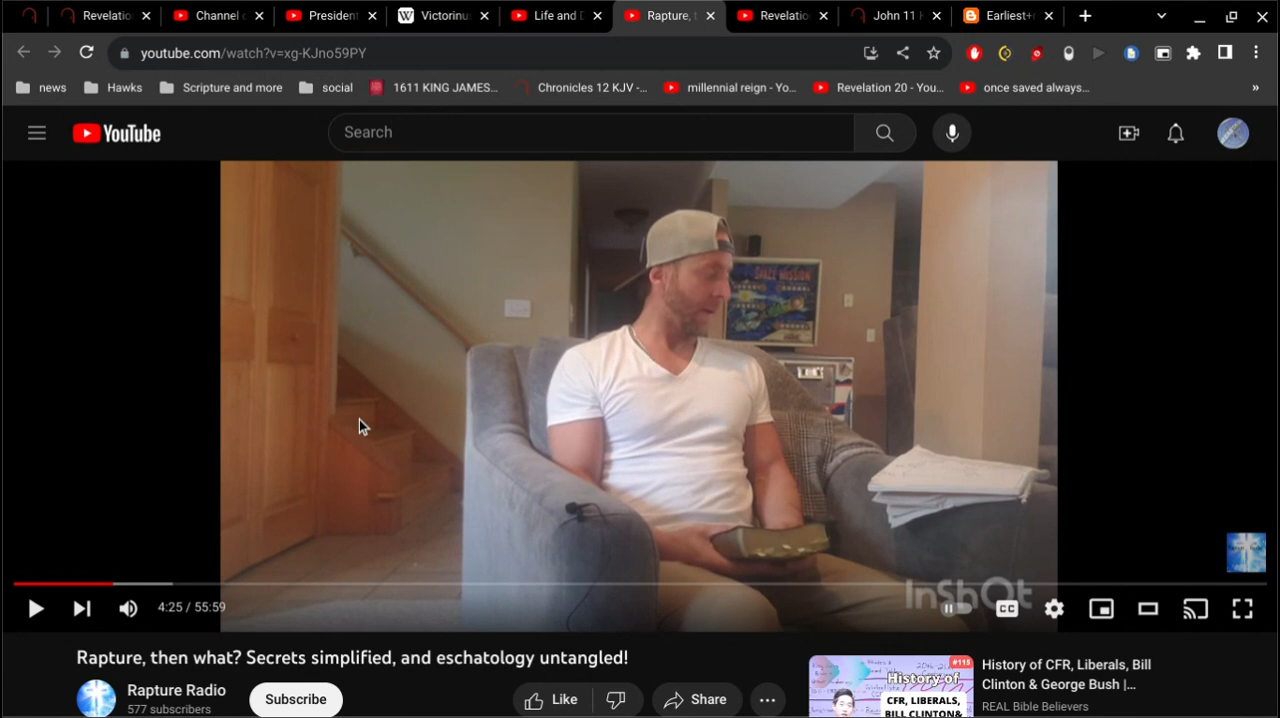 Revelatio
Channel
President
Victorinu
Life and D
Rapture, t
Revelatio
John 11
Earliest+
youtube.com/watch?v=xg-KJno59PY
news
Hawks
Scripture and more
social
1611 KING JAMES...
Chronicles 12 KJV -...
millennial reign - Yo...
Revelation 20 - You...
once saved always...
»
YouTube
Search
SPACE MISSION
InShOt
4:25 / 55:59
CC
Rapture, then what? Secrets simplified, and eschatology untangled!
Rapture Radio
577 subscribers
Subscribe
Like
Share
#115
History of
CFR, LIBERALS,
BILL CLINTON&
History of CFR, Liberals, Bill
Clinton & George Bush |...
REAL Bible Believers